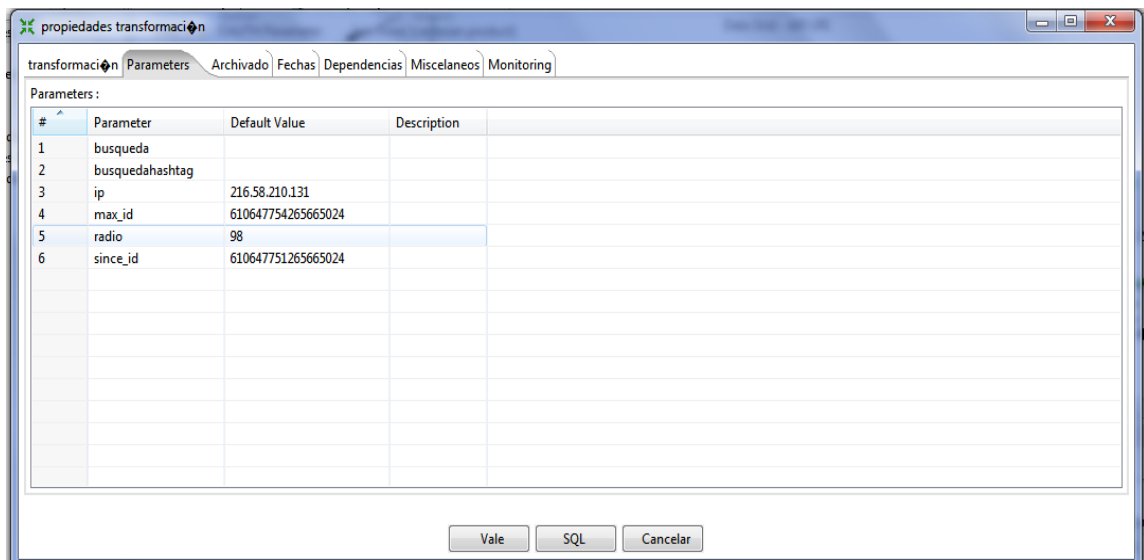 propiedades transformaci�n
transformaci�n Parameters Archivado Fechas Dependencias Miscelaneos Monitoring
Parameters :
# Parameter Default Value Description
1 busqueda
2 busquedahashtag
3 ip 216.58.210.131
4 max_id 610647754265665024
5 radio 98
6 since_id 610647751265665024
Vale SQL Cancelar